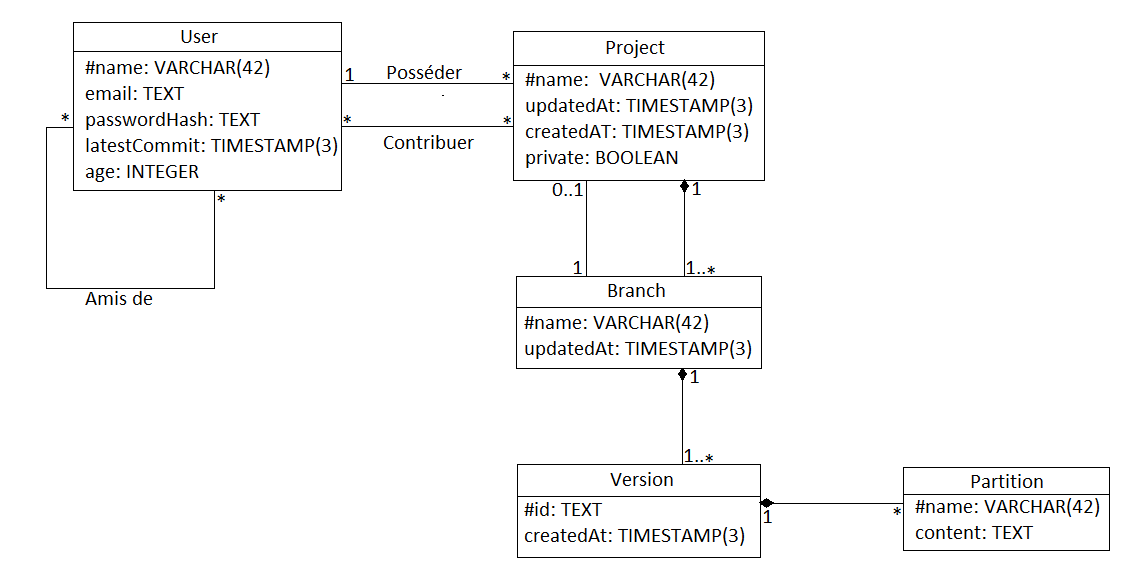 User
#name: VARCHAR(42)
email: TEXT
passwordHash: TEXT
latestCommit: TIMESTAMP(3)
age: INTEGER
*
*
Amis de
1
Posséder
*
*
Contribuer
*
Project
#name: VARCHAR(42)
updatedAt: TIMESTAMP(3)
createdAT: TIMESTAMP(3)
private: BOOLEAN
0..1
1
1
1..*
Branch
#name: VARCHAR(42)
updatedAt: TIMESTAMP(3)
1
1..*
Version
#id: TEXT
createdAt: TIMESTAMP(3)
1
*
Partition
#name: VARCHAR(42)
content: TEXT